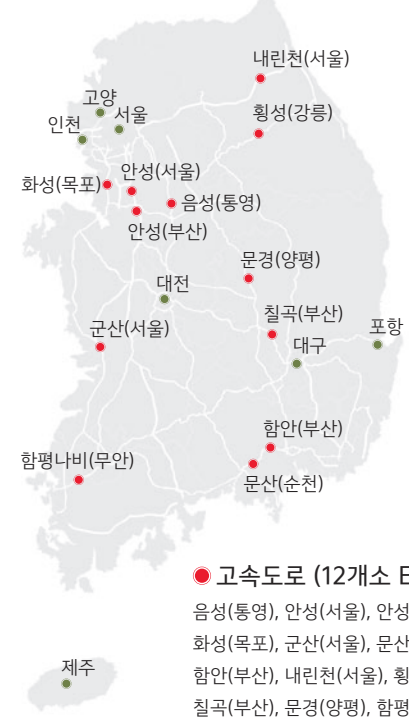 내린천(서울)
고양
서울
횡성(강릉)
인천
안성(서울)
화성(목포)
음성(통영)
안성(부산)
문경(양평)
대전
칠곡(부산)
포항
군산(서울)
대구
함안(부산)
함평나비(무안)
문산(순천)
고속도로 (12개소 E
음성(통영), 안성(서울), 안성
화성(목포), 군산(서울), 문산
함안(부산), 내린천(서울), 횡
제주
칠곡(부산), 문경(양평), 함평